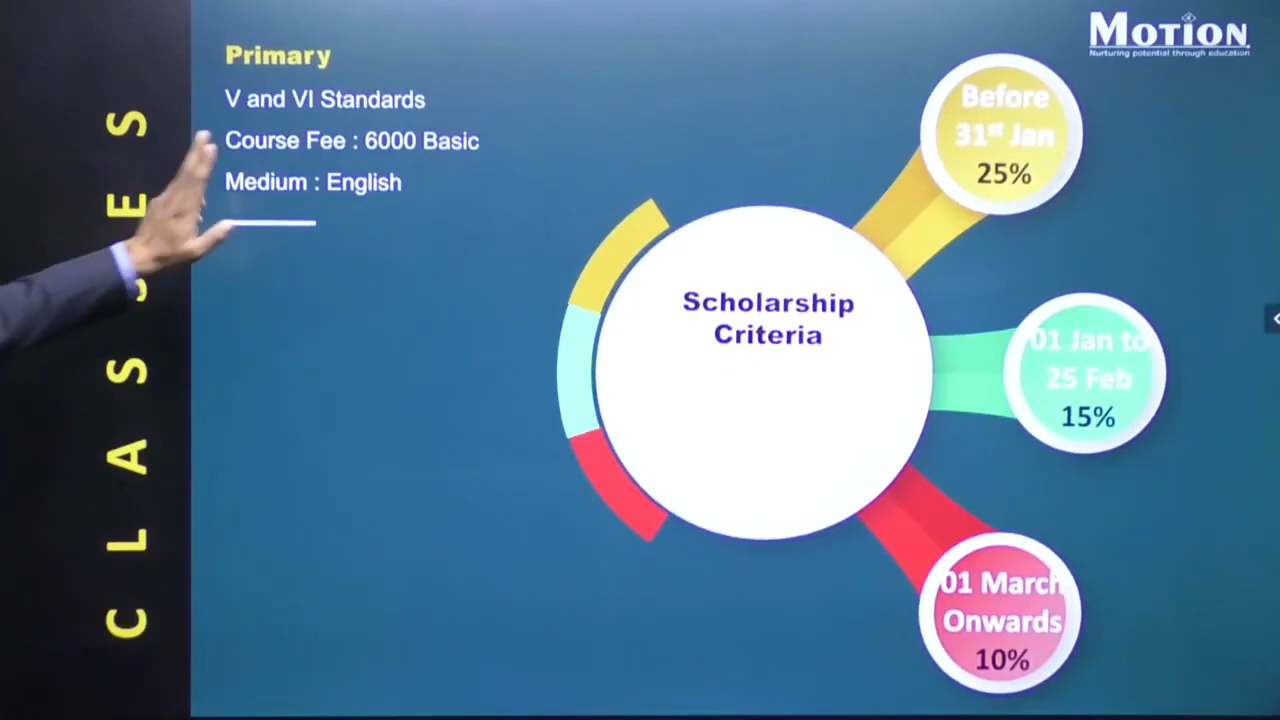 CLASSES
Primary
V and VI Standards
Course Fee : 6000 Basic
Medium : English
MOTION
Nurturing potential through education
Scholarship
Criteria
Before
31st Jan
25%
01 Jan to
25 Feb
15%
01 March
Onwards
10%